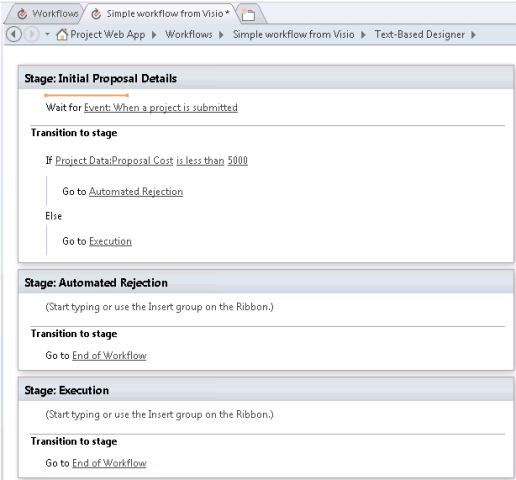 Workflows
Simple workflow from Visio *
Project Web App ▸ Workflows ▸ Simple workflow from Visio ▸ Text-Based Designer ▸
Stage: Initial Proposal Details
Wait for Event: When a project is submitted
Transition to stage
If Project Data:Proposal Cost is less than 5000
Go to Automated Rejection
Else
Go to Execution
Stage: Automated Rejection
(Start typing or use the Insert group on the Ribbon.)
Transition to stage
Go to End of Workflow
Stage: Execution
(Start typing or use the Insert group on the Ribbon.)
Transition to stage
Go to End of Workflow